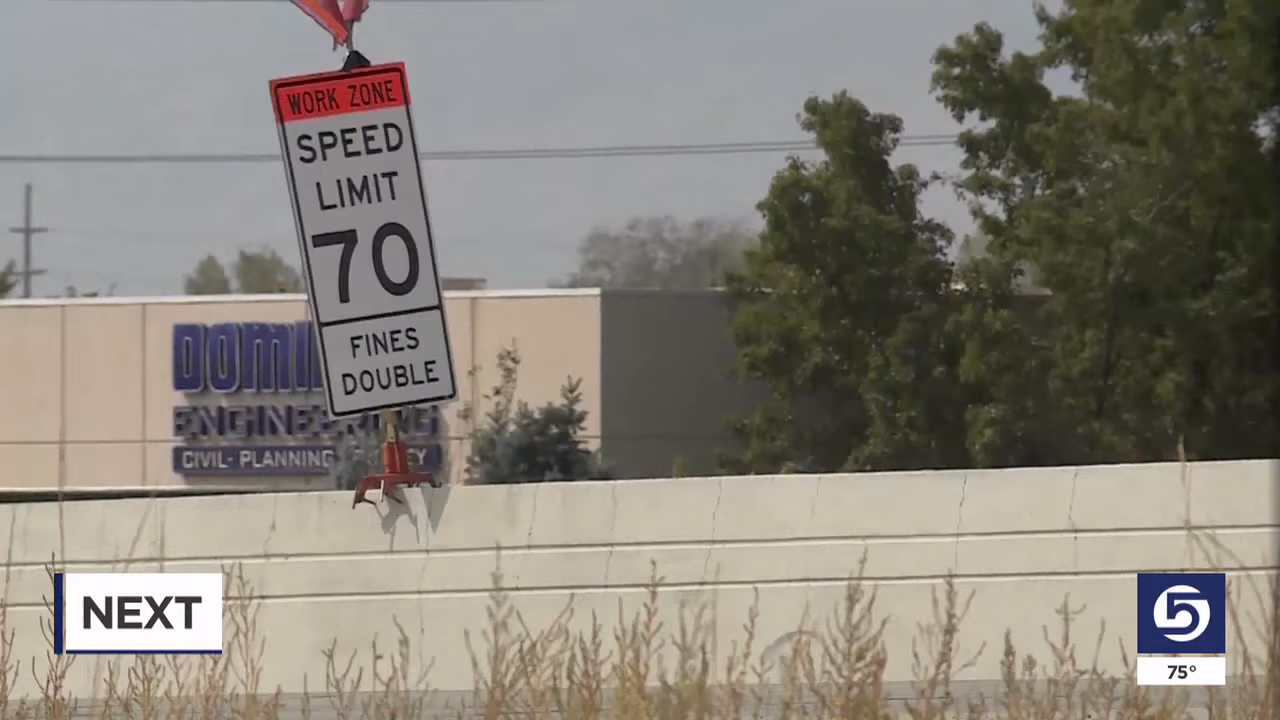 WORK ZONE
SPEED
LIMIT
70
FINES
DOUBLE
ENGINEERING
CIVIL· PLANNING
NEXT
5
75°